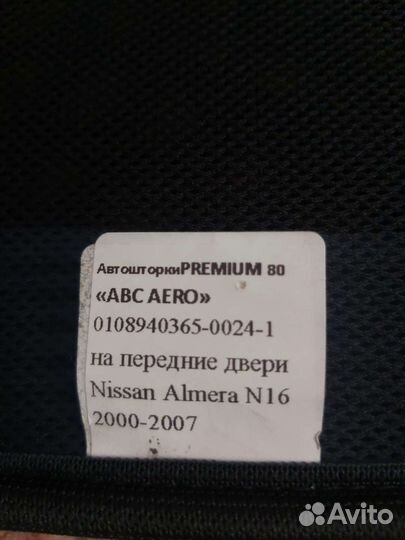 АвтошторкиPREMIUM 80
«ABC AERO»
0108940365-0024-1
на передние двери
Nissan Almera N16
2000-2007
Avito